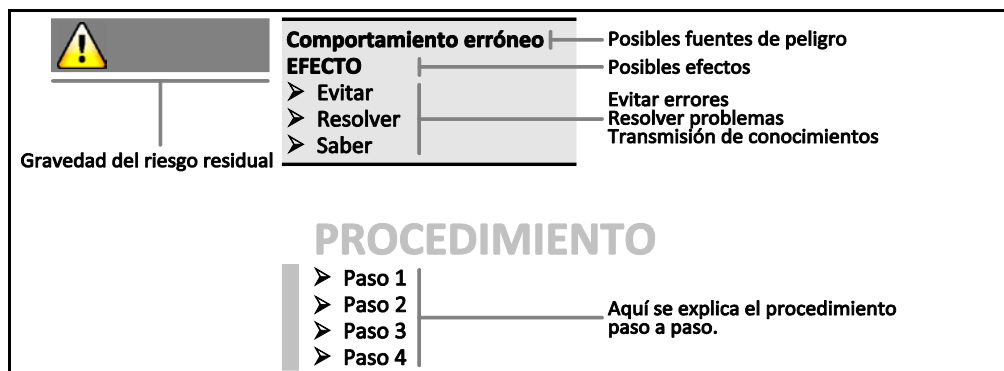 Comportamiento erróneo
Posibles fuentes de peligro
EFECTO
Posibles efectos
➢ Evitar
➢ Resolver
➢ Saber
Evitar errores
Resolver problemas
Transmisión de conocimientos
Gravedad del riesgo residual
PROCEDIMIENTO
➢ Paso 1
➢ Paso 2
➢ Paso 3
➢ Paso 4
Aquí se explica el procedimiento
paso a paso.